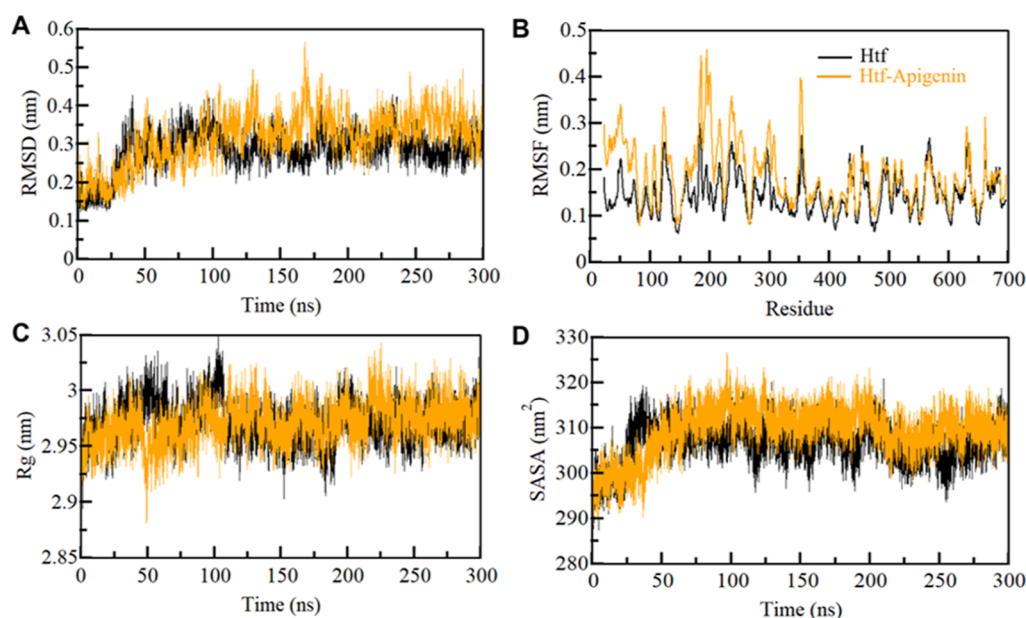 A
RMSD (nm)
0.6
0.5
0.4
0.3
0.2
0.1
0
0 50 100 150 200 250 300
Time (ns)
B
RMSF (nm)
0.5
0.4
0.3
0.2
0.1
0
Htf
Htf-Apigenin
0 100 200 300 400 500 600 700
Residue
C
Rg (nm)
3.05
3
2.95
2.9
2.85
0 50 100 150 200 250 300
Time (ns)
D
SASA (nm²)
330
320
310
300
290
280
0 50 100 150 200 250 300
Time (ns)